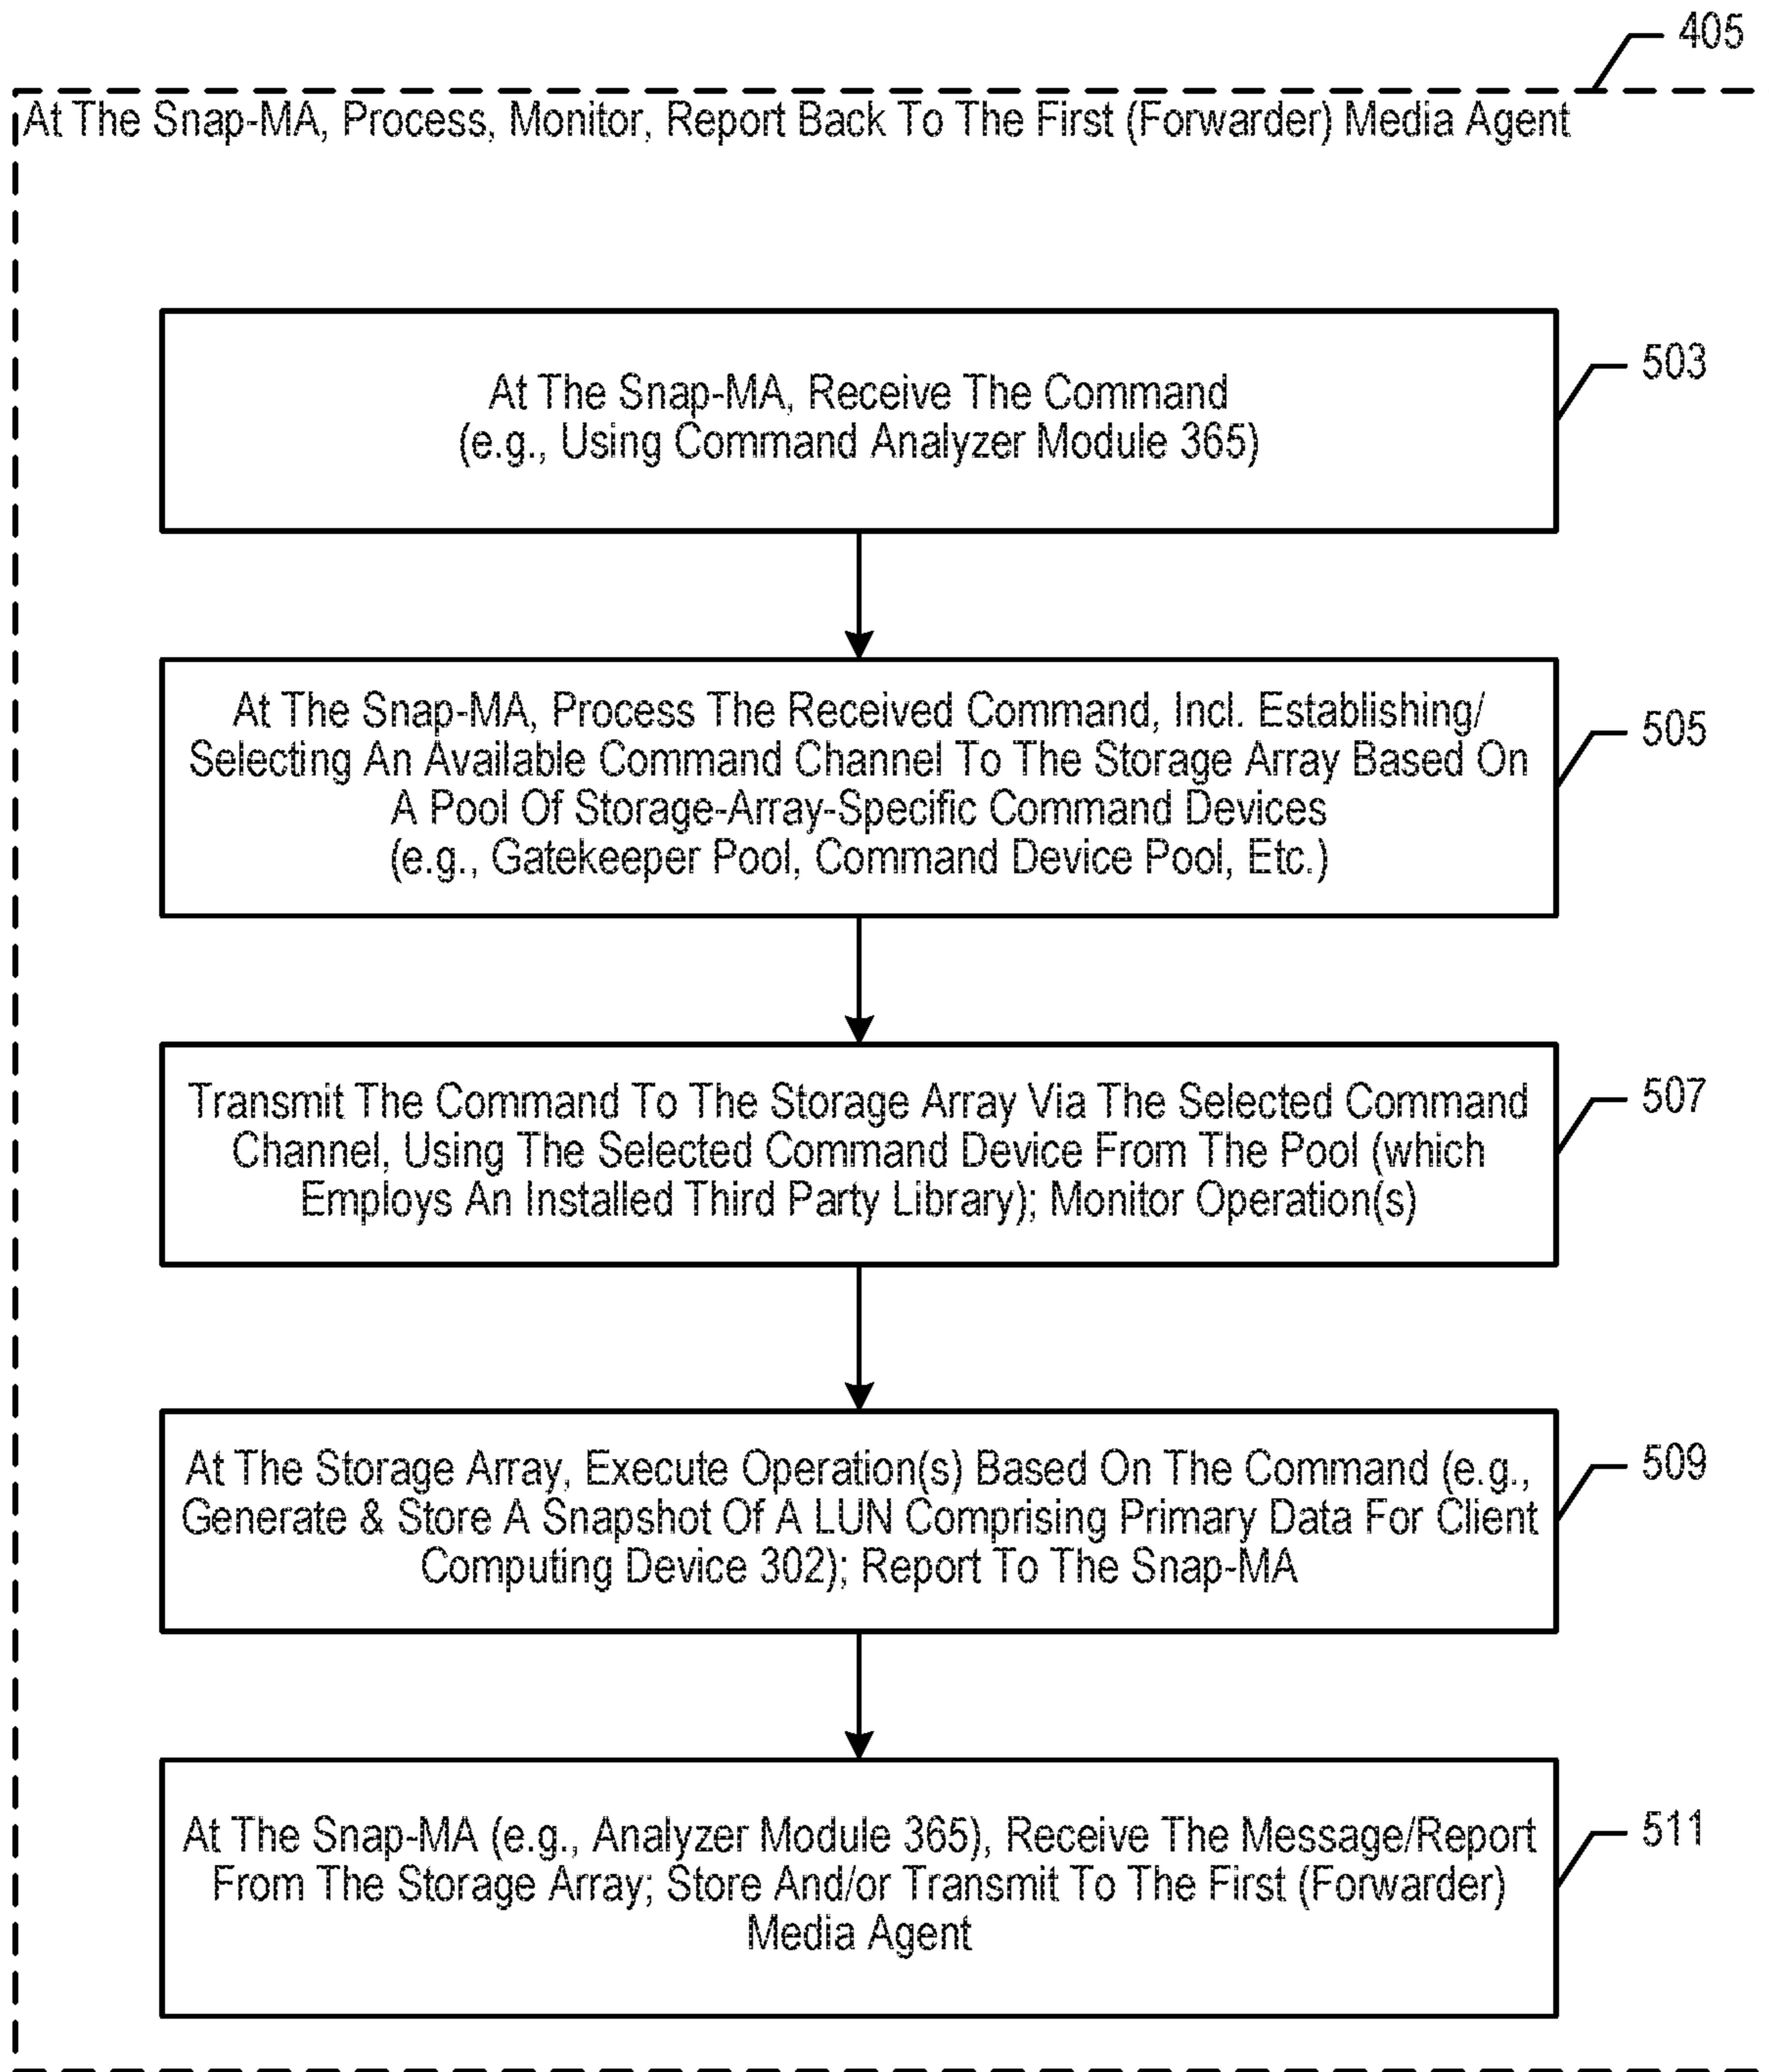 405
At The Snap-MA, Process, Monitor, Report Back To The First (Forwarder) Media Agent
503
At The Snap-MA, Receive The Command
(e.g., Using Command Analyzer Module 365)
505
At The Snap-MA, Process The Received Command, Incl. Establishing/
Selecting An Available Command Channel To The Storage Array Based On
A Pool Of Storage-Array-Specific Command Devices
(e.g., Gatekeeper Pool, Command Device Pool, Etc.)
507
Transmit The Command To The Storage Array Via The Selected Command
Channel, Using The Selected Command Device From The Pool (which
Employs An Installed Third Party Library); Monitor Operation(s)
509
At The Storage Array, Execute Operation(s) Based On The Command (e.g.,
Generate & Store A Snapshot Of A LUN Comprising Primary Data For Client
Computing Device 302); Report To The Snap-MA
511
At The Snap-MA (e.g., Analyzer Module 365), Receive The Message/Report
From The Storage Array; Store And/or Transmit To The First (Forwarder)
Media Agent